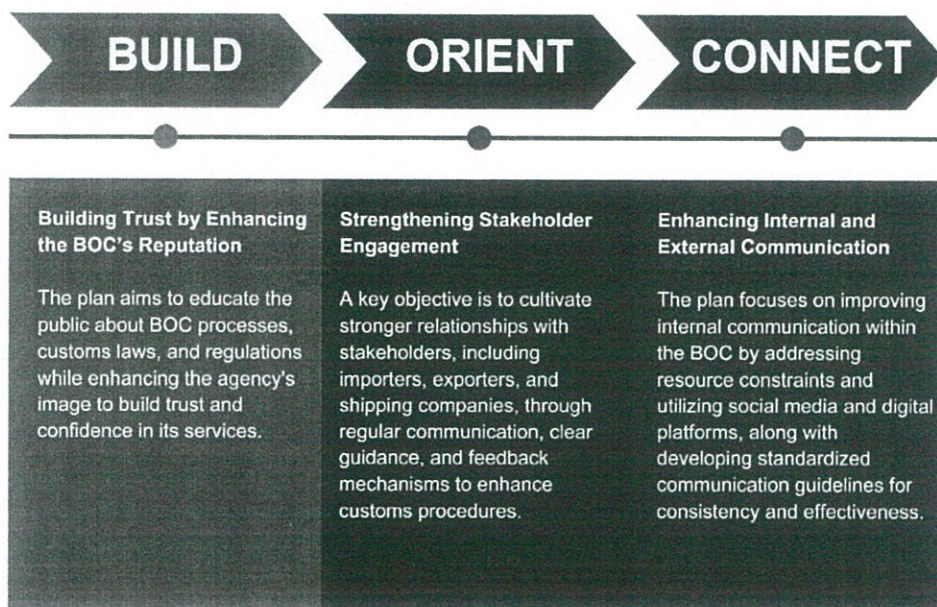 BUILD
ORIENT
CONNECT
Building Trust by Enhancing
the BOC's Reputation
The plan aims to educate the
public about BOC processes,
customs laws, and regulations
while enhancing the agency's
image to build trust and
confidence in its services.
Strengthening Stakeholder
Engagement
A key objective is to cultivate
stronger relationships with
stakeholders, including
importers, exporters, and
shipping companies, through
regular communication, clear
guidance, and feedback
mechanisms to enhance
customs procedures.
Enhancing Internal and
External Communication
The plan focuses on improving
internal communication within
the BOC by addressing
resource constraints and
utilizing social media and digital
platforms, along with
developing standardized
communication guidelines for
consistency and effectiveness.